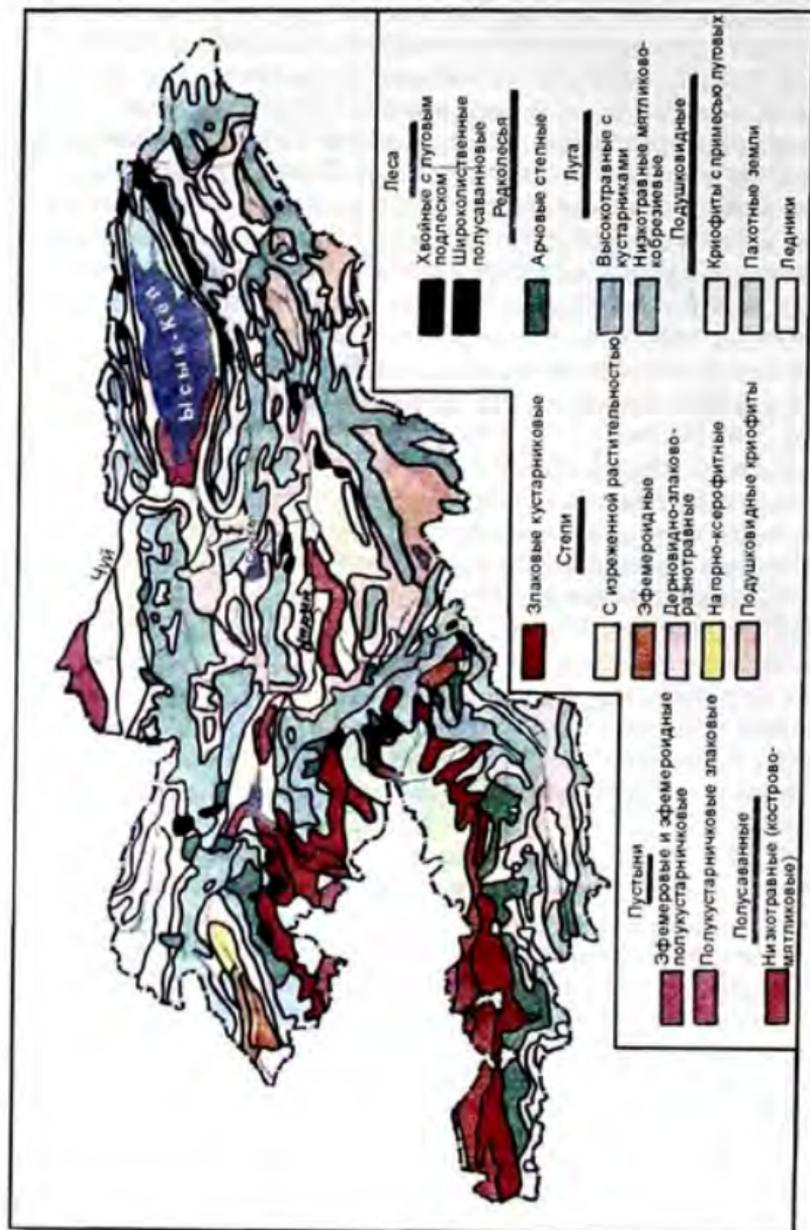 Чуй
Ысык-Көл
Пустыни
Эфемеровые и эфемероидные
полукустарничковые
Полукустарничковые злаковые
Полусаванные
Низкотравные (кострово-
мятликовые)
Злаковые кустарниковые
Степи
С изреженной растительностью
Эфемероидные
Дерновидно-злаково-
разнотравные
Нагорно-ксерофитные
Подушковидные криофиты
Леса
Хвойные с луговым
подлеском
Широколиственные
полусаванновые
Редколесья
Арчовые степные
Луга
Высокотравные с
кустарниками
Низкотравные мятликово-
кобрезиевые
Подушковидные
Криофиты с примесью луговых
Пахотные земли
Ледники